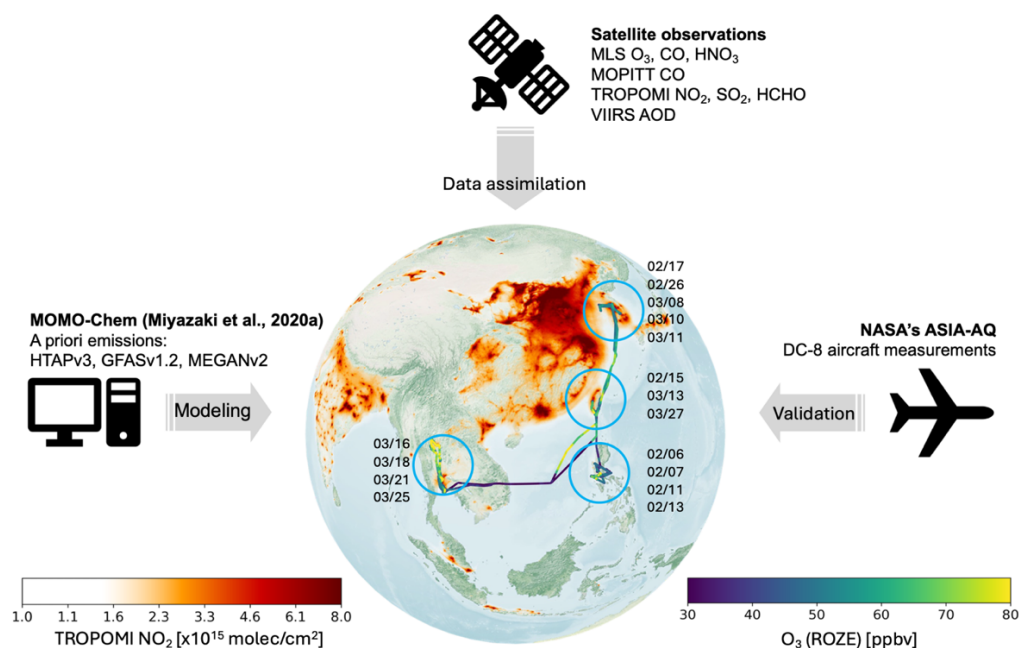 Satellite observations
MLS O₃, CO, HNO₃
MOPITT CO
TROPOMI NO₂, SO₂, HCHO
VIIRS AOD
Data assimilation
MOMO-Chem (Miyazaki et al., 2020a)
A priori emissions:
HTAPv3, GFASv1.2, MEGANv2
Modeling
NASA's ASIA-AQ
DC-8 aircraft measurements
Validation
02/17
02/26
03/08
03/10
03/11
02/15
03/13
03/27
03/16
03/18
03/21
03/25
02/06
02/07
02/11
02/13
1.0 1.1 1.6 2.3 3.3 4.6 6.1 8.0
TROPOMI NO₂ [x10¹⁵ molec/cm²]
30 40 50 60 70 80
O₃ (ROZE) [ppbv]